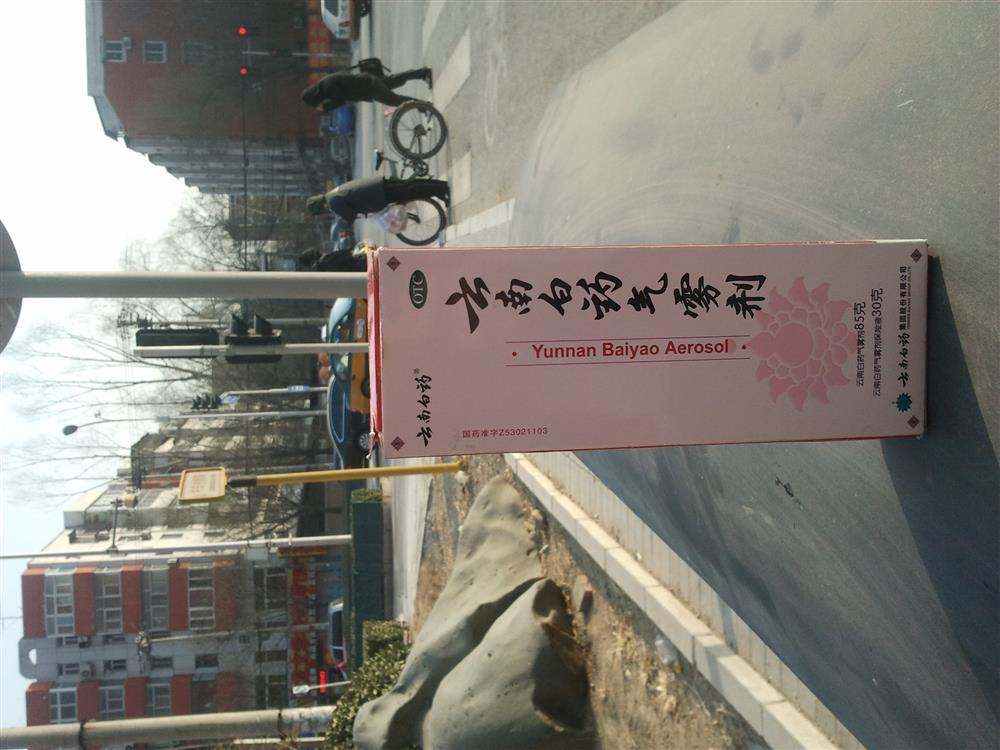 云南白药®
国药准字Z53021103
OTC
云南白药气雾剂
· Yunnan Baiyao Aerosol ·
云南白药气雾剂85克
云南白药气雾剂保险液30克
云南白药集团股份有限公司